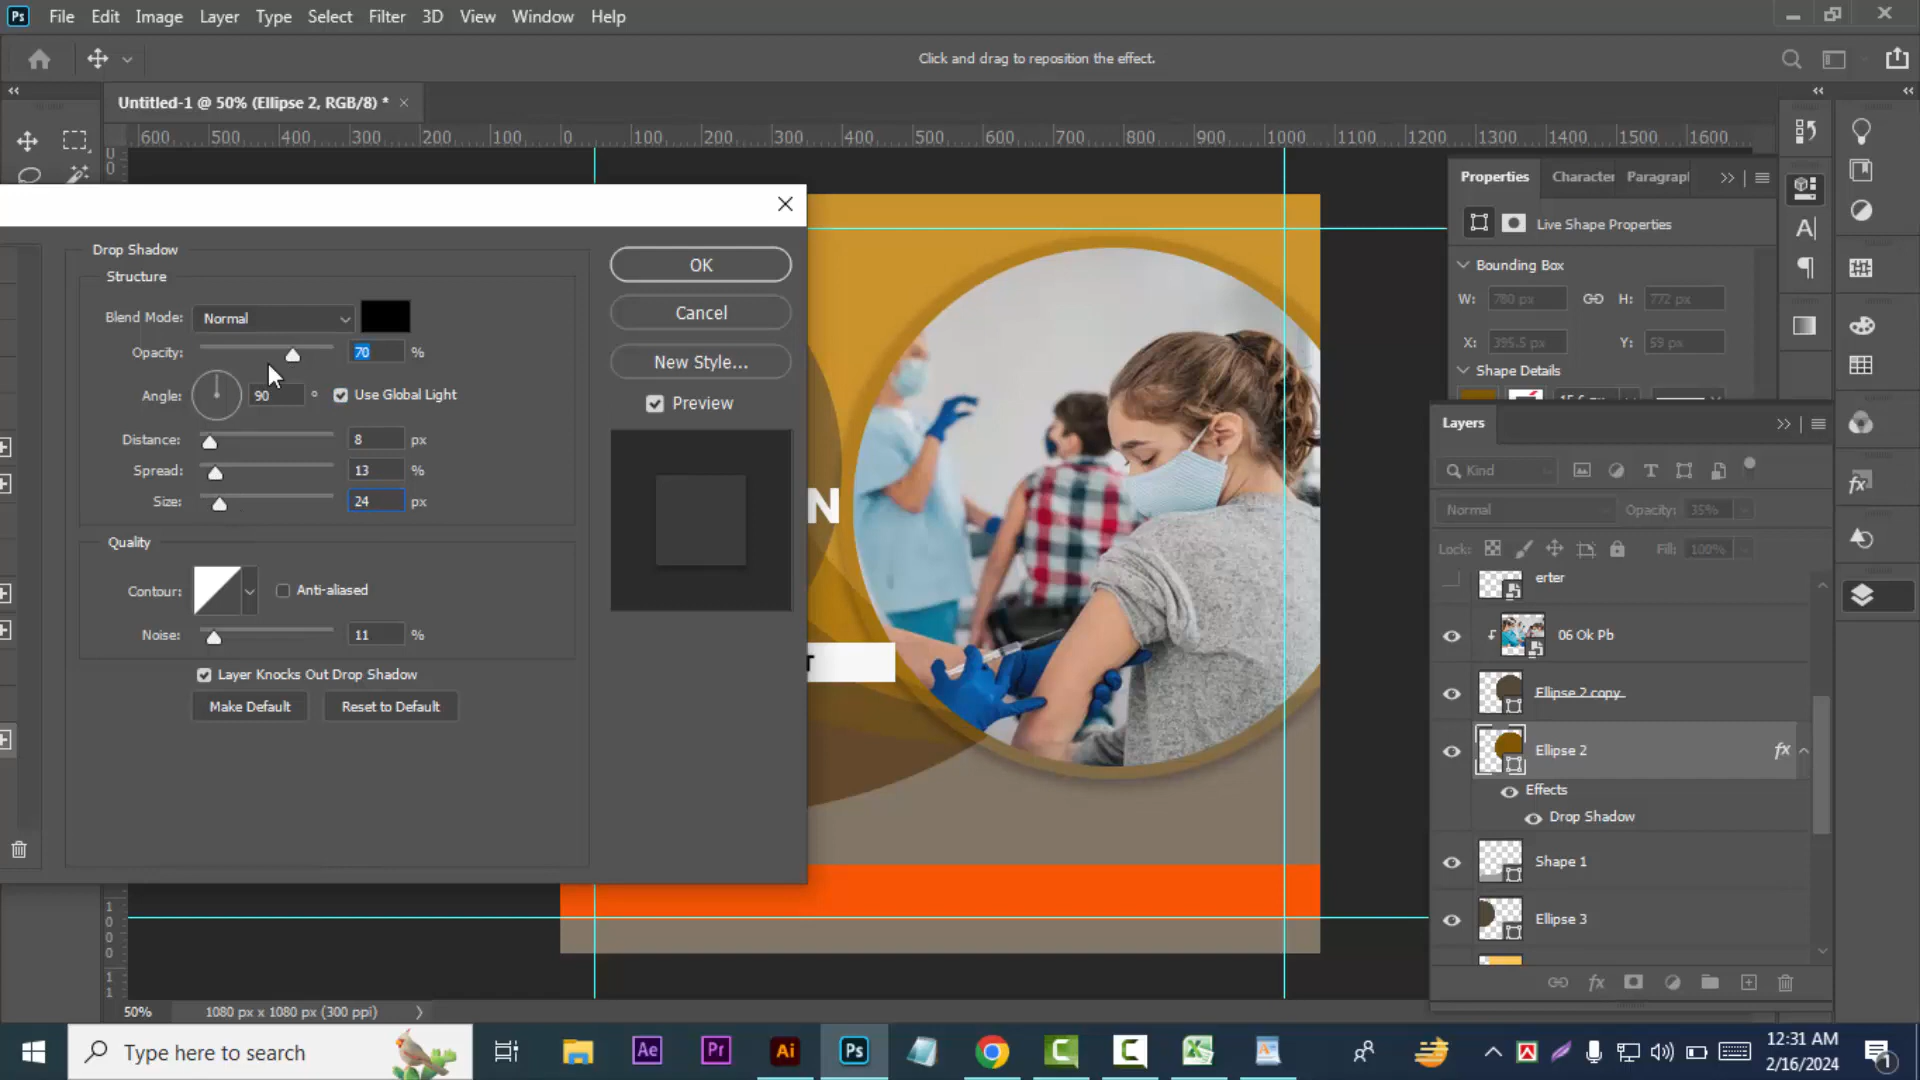 Ps File Edit Image Layer Type Select Filter 3D View Window Help
Click and drag to reposition the effect.
Untitled-1 @ 50% (Ellipse 2, RGB/8) *
600 500 400 300 200 100 0 100 200 300 400 500 600 700 800 900 1000 1100 1200 1300 1400 1500 1600
Drop Shadow
Structure
Blend Mode: Normal
Opacity: 70 %
Angle: 90 ° Use Global Light
Distance: 8 px
Spread: 13 %
Size: 24 px
Quality
Contour: Anti-aliased
Noise: 11 %
Layer Knocks Out Drop Shadow
Make Default Reset to Default
OK
Cancel
New Style...
Preview
N
T
Properties Character Paragrap
Live Shape Properties
Bounding Box
W: 780 px H: 772 px
X: 395.5 px Y: 59 px
Shape Details
Layers
Kind
Normal Opacity: 35%
Lock: Fill: 100%
erter
06 Ok Pb
Ellipse 2 copy
Ellipse 2 fx
Effects
Drop Shadow
Shape 1
Ellipse 3
50% 1080 px x 1080 px (300 ppi)
Type here to search
Ae Pr Ai Ps
12:31 AM
2/16/2024
1